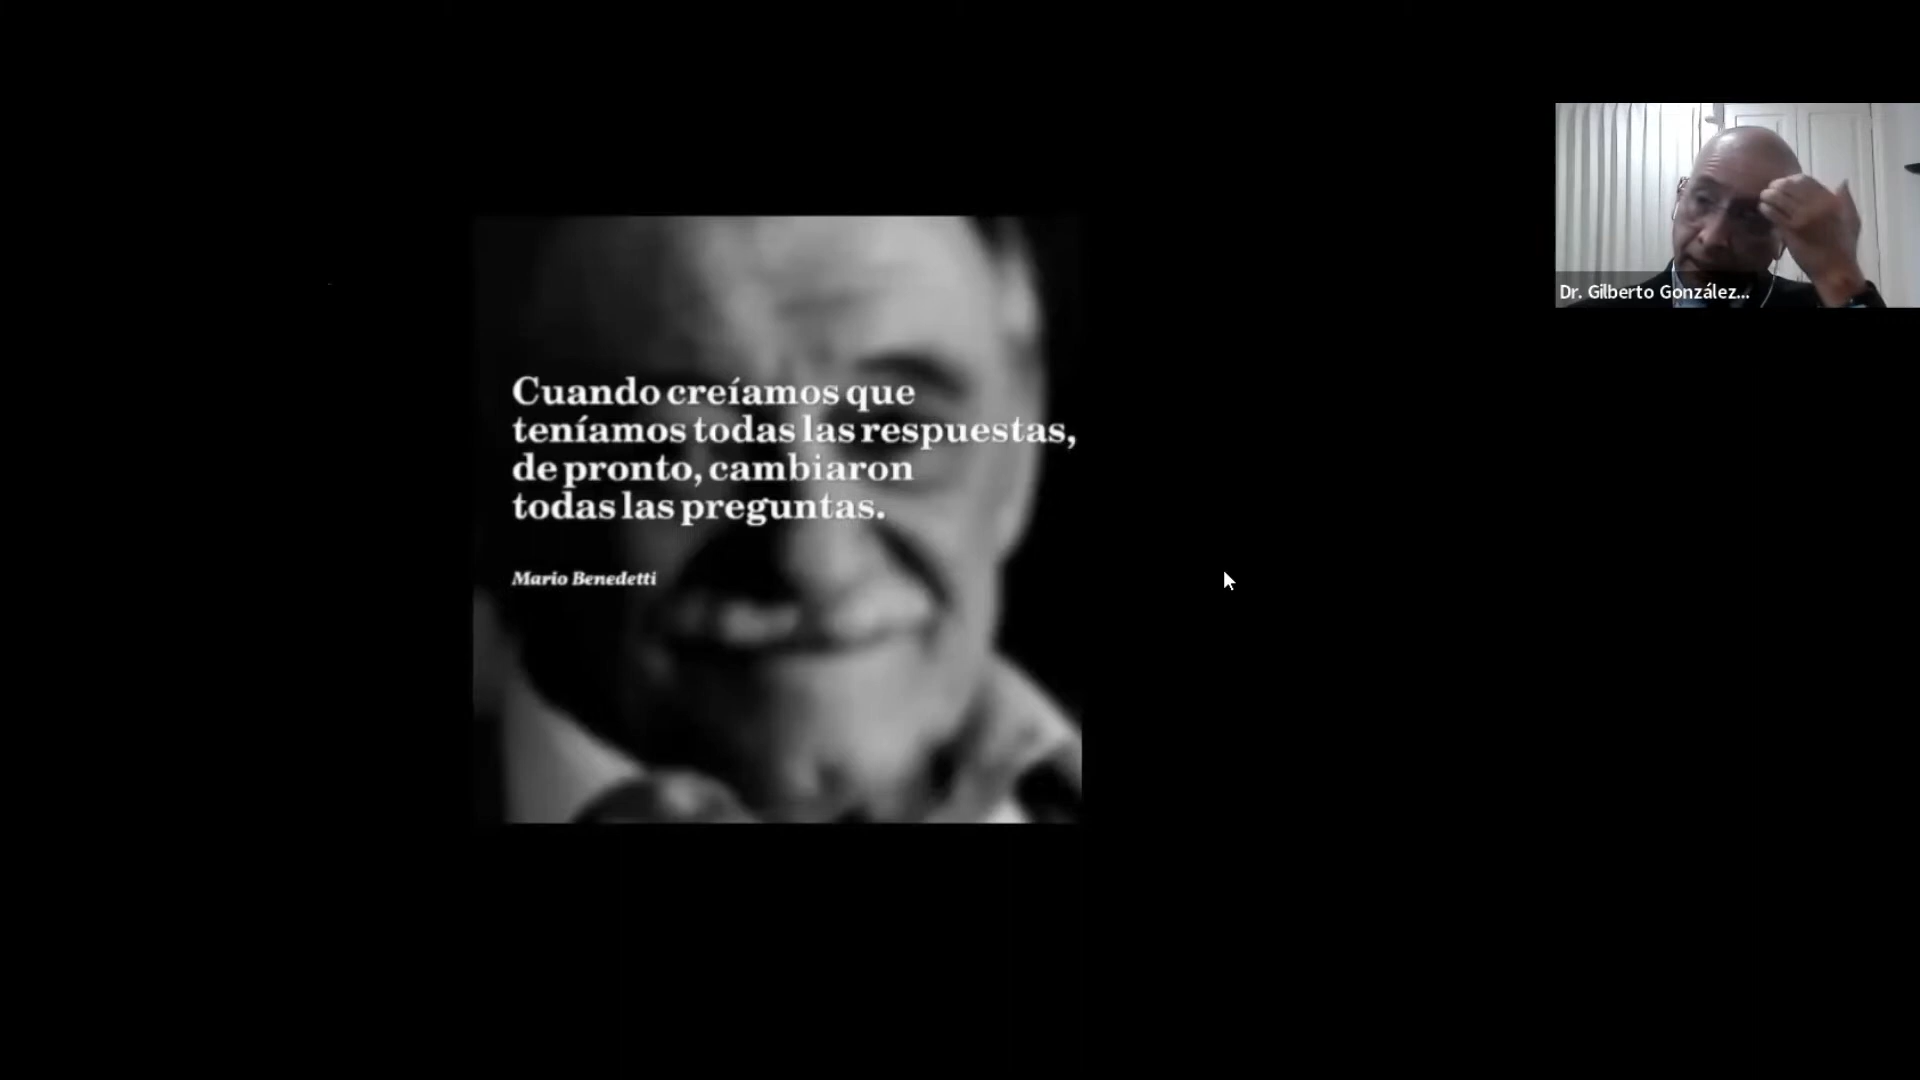 Cuando creíamos que
teníamos todas las respuestas,
de pronto, cambiaron
todas las preguntas.
Mario Benedetti
Dr. Gilberto González...